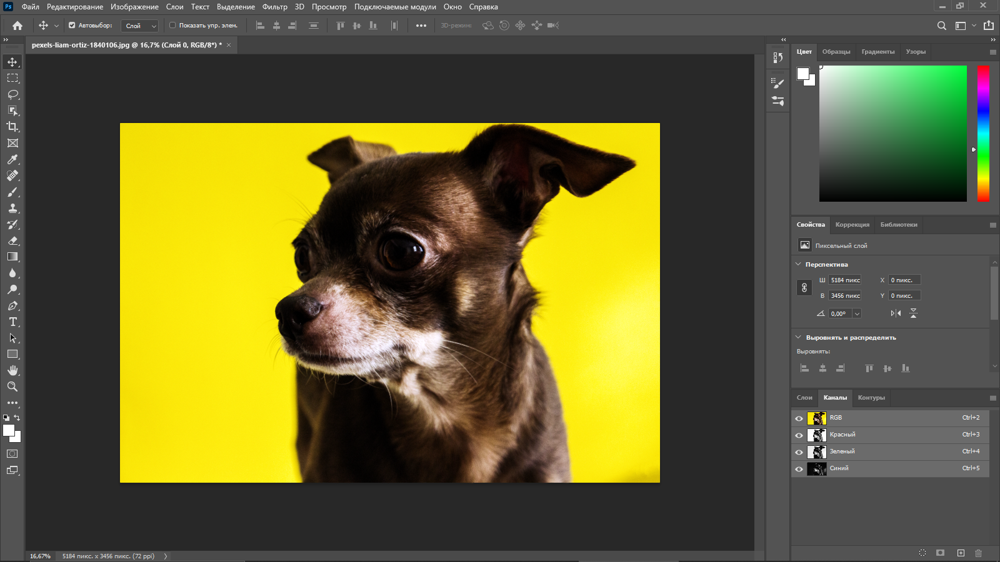 Ps Файл Редактирование Изображение Слои Текст Выделение Фильтр 3D Просмотр Подключаемые модули Окно Справка
Автовыбор: Слой Показать упр. элем. 3D-режим:
pexels-liam-ortiz-1840106.jpg @ 16,7% (Слой 0, RGB/8*) *
Цвет Образцы Градиенты Узоры
Свойства Коррекция Библиотеки
Пиксельный слой
Перспектива
Ш 5184 пикс X 0 пикс.
В 3456 пикс Y 0 пикс.
0,00°
Выровнять и распределить
Выровнять:
Слои Каналы Контуры
RGB Ctrl+2
Красный Ctrl+3
Зеленый Ctrl+4
Синий Ctrl+5
16,67% 5184 пикс. x 3456 пикс. (72 ppi)